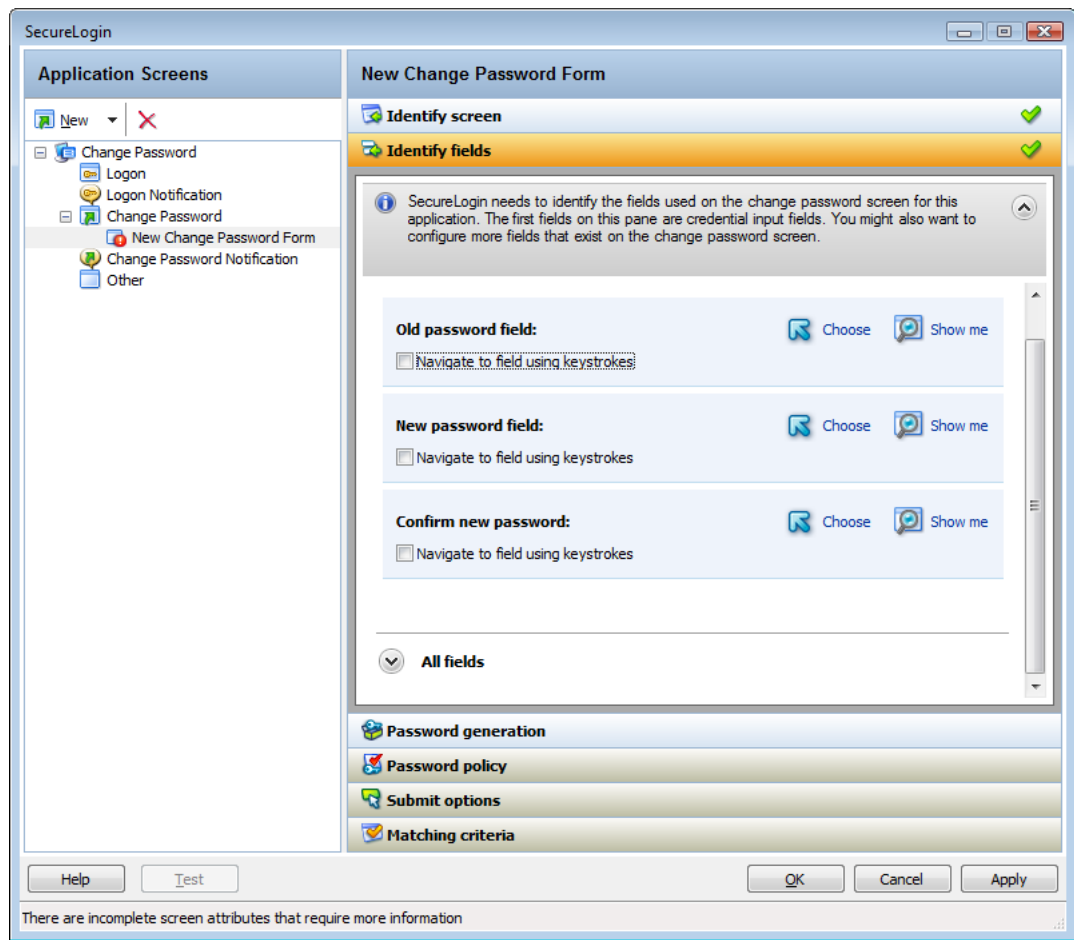 SecureLogin
Application Screens
New
Change Password
Logon
Logon Notification
Change Password
New Change Password Form
Change Password Notification
Other
New Change Password Form
Identify screen
Identify fields
SecureLogin needs to identify the fields used on the change password screen for this
application. The first fields on this pane are credential input fields. You might also want to
configure more fields that exist on the change password screen.
Old password field:
Choose
Show me
Navigate to field using keystrokes
New password field:
Choose
Show me
Navigate to field using keystrokes
Confirm new password:
Choose
Show me
Navigate to field using keystrokes
All fields
Password generation
Password policy
Submit options
Matching criteria
Help
Test
OK
Cancel
Apply
There are incomplete screen attributes that require more information